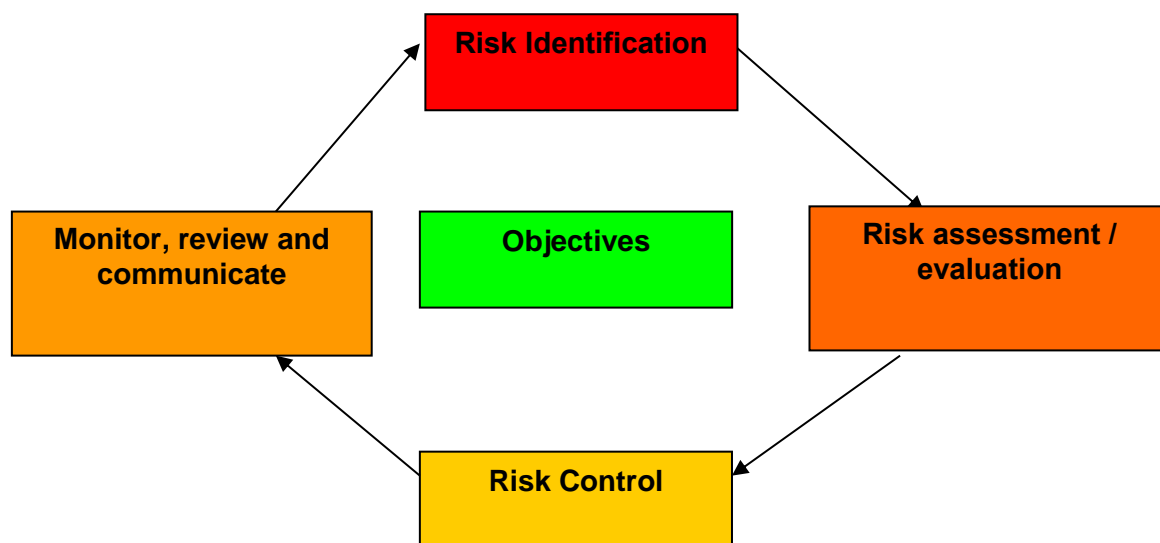 Risk Identification
Monitor, review and
communicate
Objectives
Risk assessment /
evaluation
Risk Control